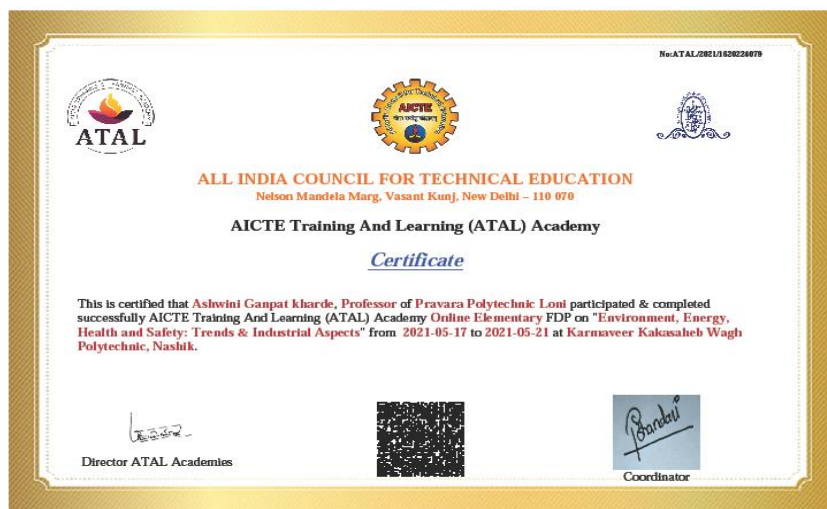 No:ATAL/2021/1620226079
ATAL
AICTE
ALL INDIA COUNCIL FOR TECHNICAL EDUCATION
Nelson Mandela Marg, Vasant Kunj, New Delhi – 110 070
AICTE Training And Learning (ATAL) Academy
Certificate
This is certified that Ashwini Ganpat kharde, Professor of Pravara Polytechnic Loni participated & completed
successfully AICTE Training And Learning (ATAL) Academy Online Elementary FDP on "Environment, Energy,
Health and Safety: Trends & Industrial Aspects" from 2021-05-17 to 2021-05-21 at Karmaveer Kakasaheb Wagh
Polytechnic, Nashik.
Director ATAL Academies
Coordinator